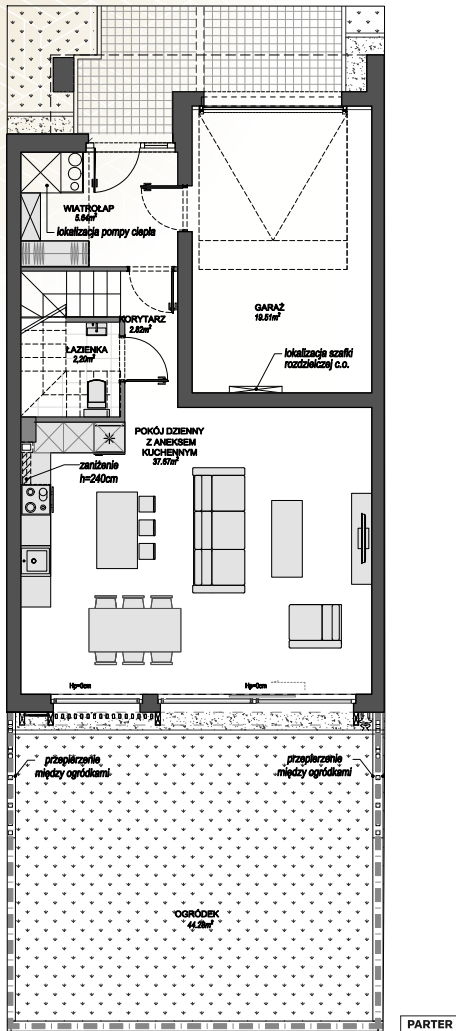 WIATROŁAP
5.64m²
lokalizacja pompy ciepła
GARAŻ
19.51m²
KORYTARZ
2.82m²
ŁAZIENKA
2,20m²
lokalizacja szafki
rozdzielczej c.o.
POKÓJ DZIENNY
Z ANEKSEM
KUCHENNYM
37.67m²
zaniżenie
h=240cm
Hp=0cm
Hp=0cm
przepierzenie
między ogródkami
przepierzenie
między ogródkami
OGRÓDEK
44.28m²
PARTER